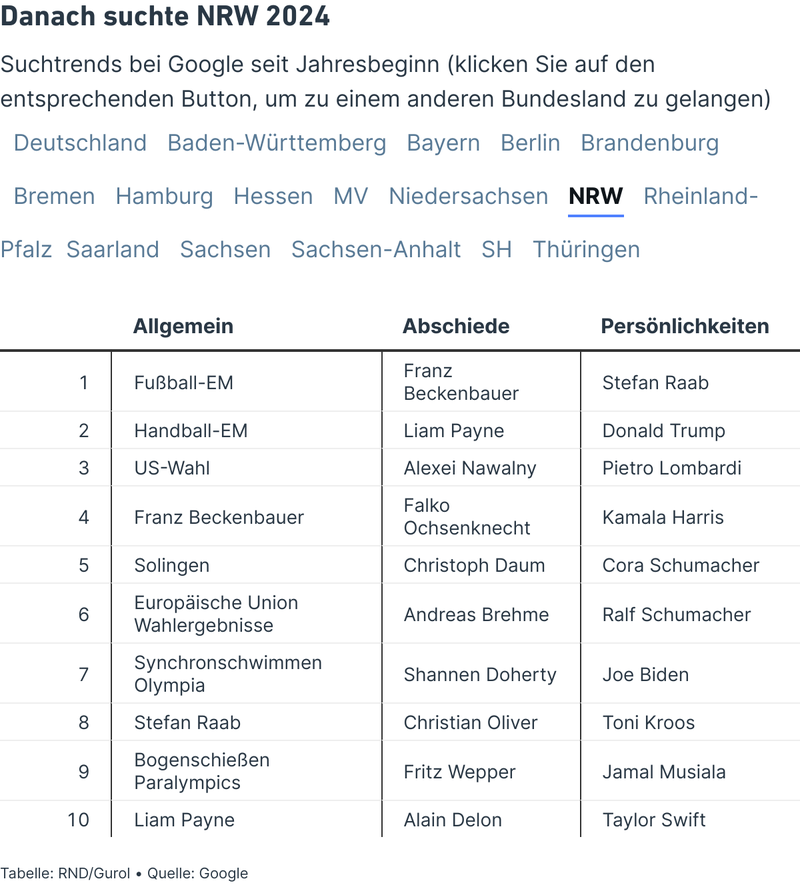 Danach suchte NRW 2024
Suchtrends bei Google seit Jahresbeginn (klicken Sie auf den
entsprechenden Button, um zu einem anderen Bundesland zu gelangen)
Deutschland Baden-Württemberg Bayern Berlin Brandenburg
Bremen Hamburg Hessen MV Niedersachsen NRW Rheinland-
Pfalz Saarland Sachsen Sachsen-Anhalt SH Thüringen
Allgemein Abschiede Persönlichkeiten
1 Fußball-EM Franz Beckenbauer Stefan Raab
2 Handball-EM Liam Payne Donald Trump
3 US-Wahl Alexei Nawalny Pietro Lombardi
4 Franz Beckenbauer Falko Ochsenknecht Kamala Harris
5 Solingen Christoph Daum Cora Schumacher
6 Europäische Union Wahlergebnisse Andreas Brehme Ralf Schumacher
7 Synchronschwimmen Olympia Shannen Doherty Joe Biden
8 Stefan Raab Christian Oliver Toni Kroos
9 Bogenschießen Paralympics Fritz Wepper Jamal Musiala
10 Liam Payne Alain Delon Taylor Swift
Tabelle: RND/Gurol • Quelle: Google